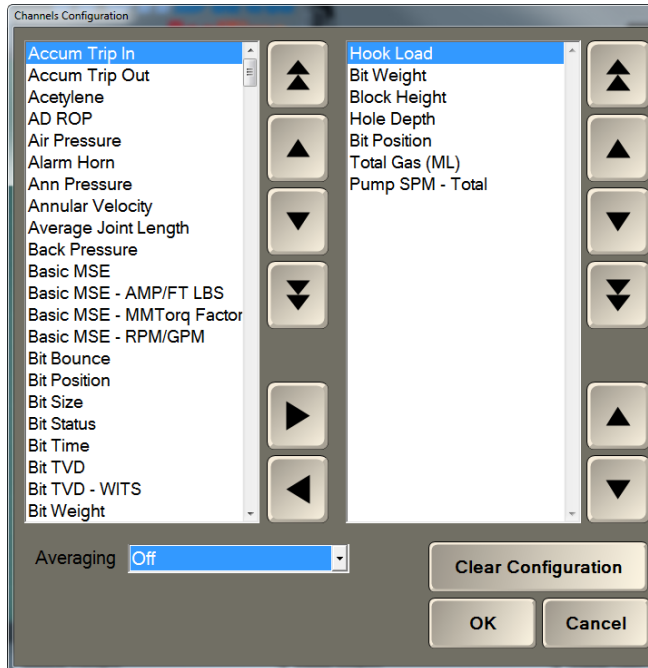 Channels Configuration
Accum Trip In
Accum Trip Out
Acetylene
AD ROP
Air Pressure
Alarm Horn
Ann Pressure
Annular Velocity
Average Joint Length
Back Pressure
Basic MSE
Basic MSE - AMP/FT LBS
Basic MSE - MMTorq Factor
Basic MSE - RPM/GPM
Bit Bounce
Bit Position
Bit Size
Bit Status
Bit Time
Bit TVD
Bit TVD - WITS
Bit Weight
Hook Load
Bit Weight
Block Height
Hole Depth
Bit Position
Total Gas (ML)
Pump SPM - Total
Averaging Off
Clear Configuration
OK Cancel